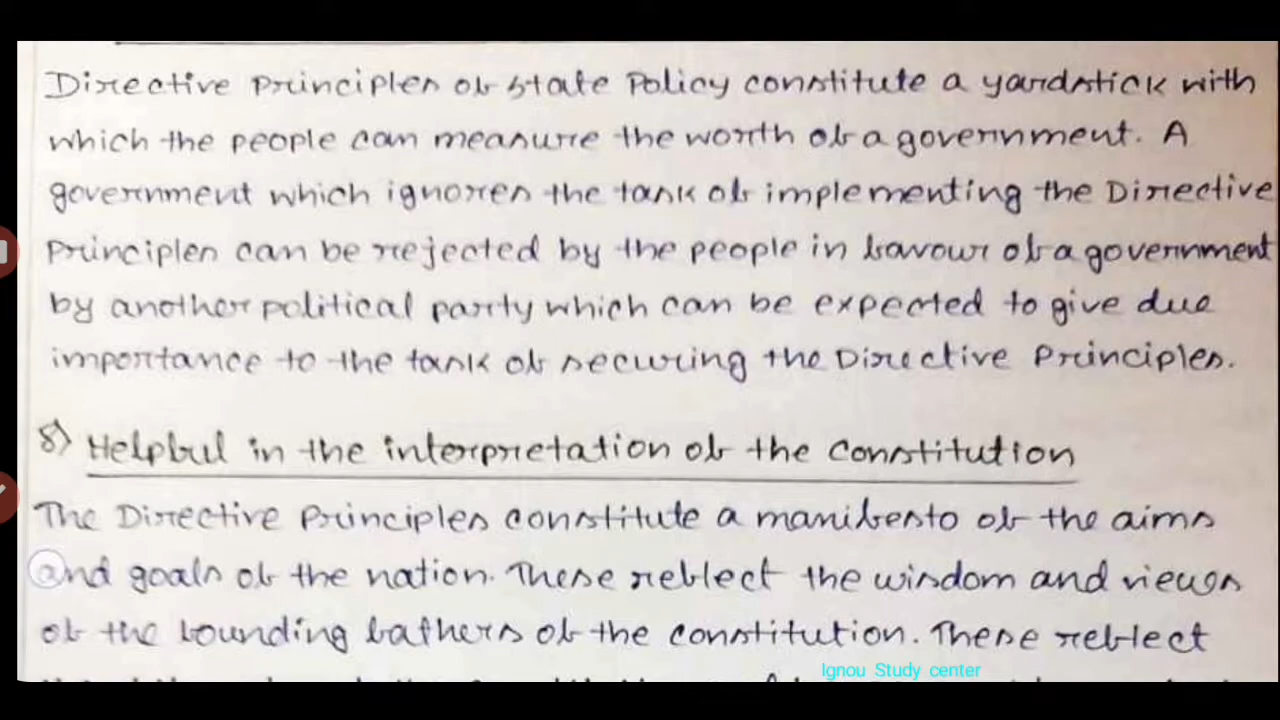 Directive Principles of State Policy constitute a yardstick with
which the people can measure the worth of a government. A
government which ignores the task of implementing the Directive
Principles can be rejected by the people in favour of a government
by another political party which can be expected to give due
importance to the task of securing the Directive Principles.
8) Helpful in the interpretation of the Constitution
The Directive Principles constitute a manifesto of the aims
and goals of the nation. These reflect the wisdom and views
of the founding fathers of the constitution. These reflect
Ignou Study center